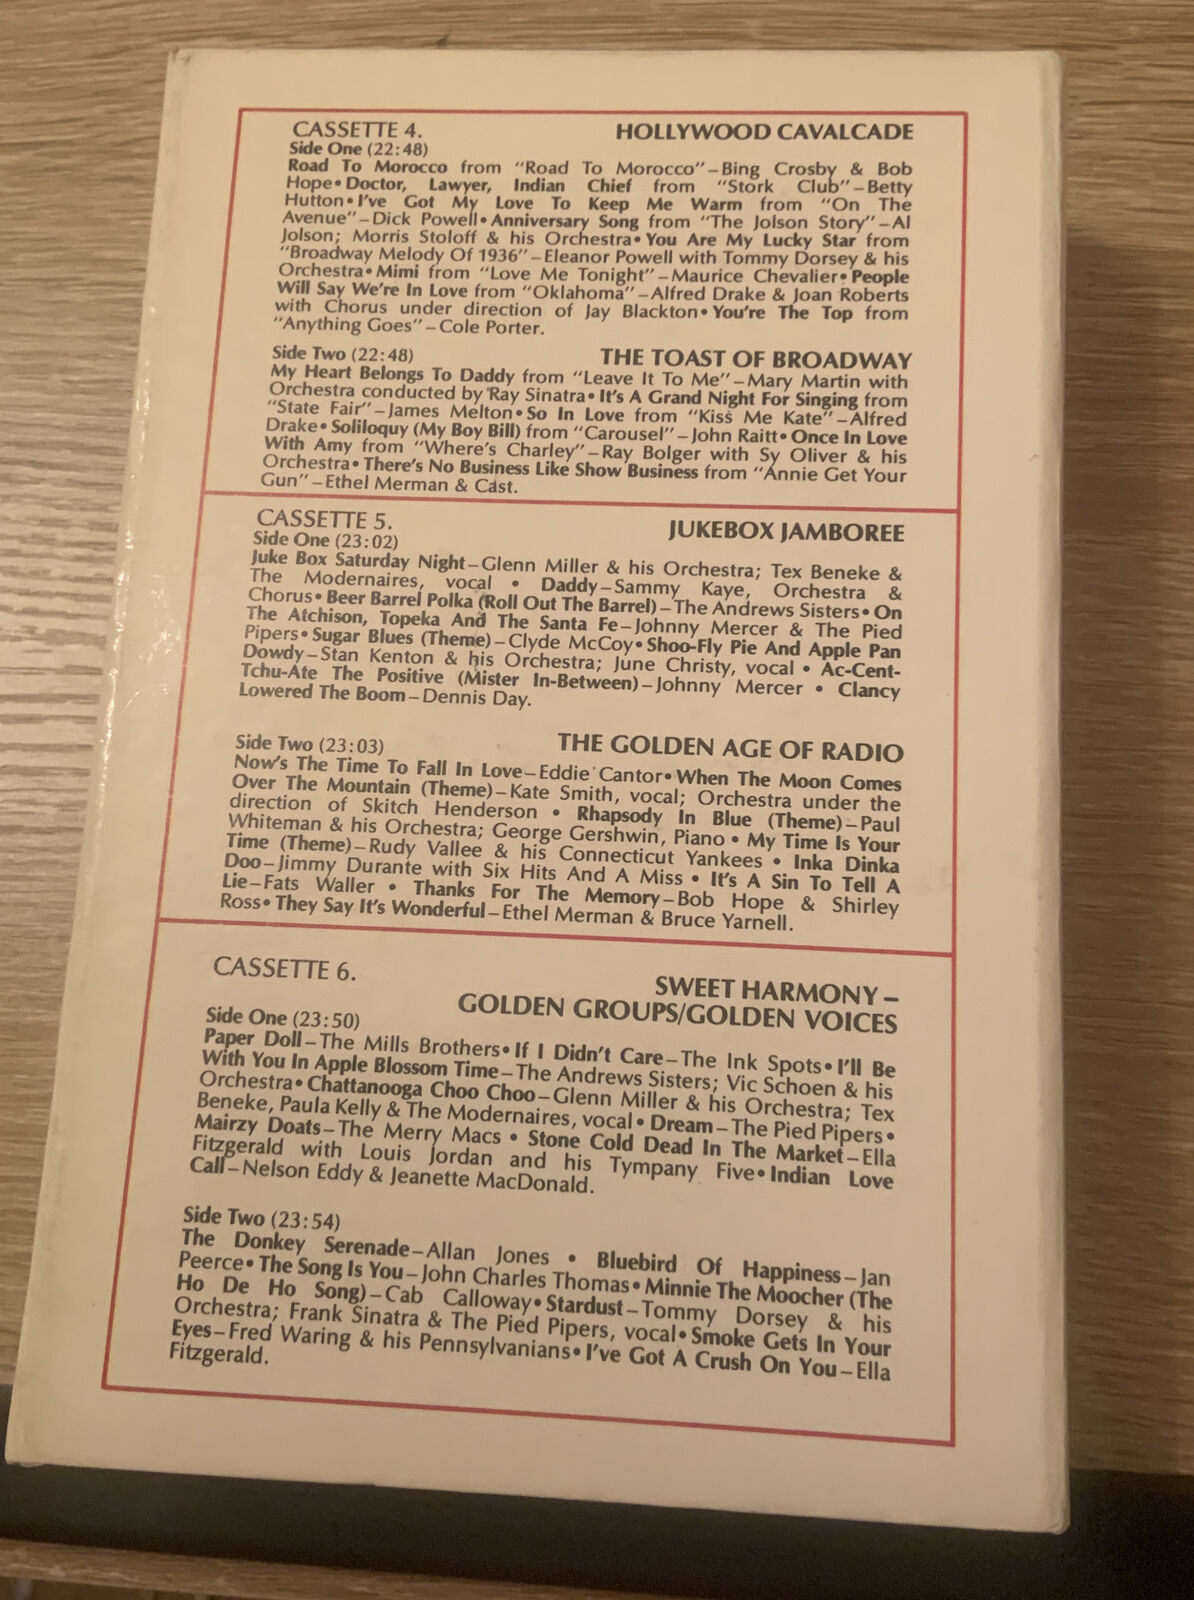 CASSETTE 4. HOLLYWOOD CAVALCADE
Side One (22:48)
Road To Morocco from "Road To Morocco"–Bing Crosby & Bob
Hope• Doctor, Lawyer, Indian Chief from "Stork Club"–Betty
Hutton• I've Got My Love To Keep Me Warm from "On The
Avenue"–Dick Powell• Anniversary Song from "The Jolson Story"–Al
Jolson; Morris Stoloff & his Orchestra• You Are My Lucky Star from
"Broadway Melody Of 1936"–Eleanor Powell with Tommy Dorsey & his
Orchestra• Mimi from "Love Me Tonight"–Maurice Chevalier• People
Will Say We're In Love from "Oklahoma"–Alfred Drake & Joan Roberts
with Chorus under direction of Jay Blackton• You're The Top from
"Anything Goes"–Cole Porter.
Side Two (22:48) THE TOAST OF BROADWAY
My Heart Belongs To Daddy from "Leave It To Me"–Mary Martin with
Orchestra conducted by Ray Sinatra• It's A Grand Night For Singing from
"State Fair"–James Melton• So In Love from "Kiss Me Kate"–Alfred
Drake• Soliloquy (My Boy Bill) from "Carousel"–John Raitt• Once In Love
With Amy from "Where's Charley"–Ray Bolger with Sy Oliver & his
Orchestra• There's No Business Like Show Business from "Annie Get Your
Gun"–Ethel Merman & Cast.
CASSETTE 5. JUKEBOX JAMBOREE
Side One (23:02)
Juke Box Saturday Night–Glenn Miller & his Orchestra; Tex Beneke &
The Modernaires, vocal • Daddy–Sammy Kaye, Orchestra &
Chorus• Beer Barrel Polka (Roll Out The Barrel)–The Andrews Sisters• On
The Atchison, Topeka And The Santa Fe–Johnny Mercer & The Pied
Pipers• Sugar Blues (Theme)–Clyde McCoy• Shoo-Fly Pie And Apple Pan
Dowdy–Stan Kenton & his Orchestra; June Christy, vocal • Ac-Cent-
Tchu-Ate The Positive (Mister In-Between)–Johnny Mercer • Clancy
Lowered The Boom–Dennis Day.
Side Two (23:03) THE GOLDEN AGE OF RADIO
Now's The Time To Fall In Love–Eddie Cantor• When The Moon Comes
Over The Mountain (Theme)–Kate Smith, vocal; Orchestra under the
direction of Skitch Henderson • Rhapsody In Blue (Theme)–Paul
Whiteman & his Orchestra; George Gershwin, Piano • My Time Is Your
Time (Theme)–Rudy Vallee & his Connecticut Yankees • Inka Dinka
Doo–Jimmy Durante with Six Hits And A Miss • It's A Sin To Tell A
Lie–Fats Waller • Thanks For The Memory–Bob Hope & Shirley
Ross• They Say It's Wonderful–Ethel Merman & Bruce Yarnell.
CASSETTE 6. SWEET HARMONY–
GOLDEN GROUPS/GOLDEN VOICES
Side One (23:50)
Paper Doll–The Mills Brothers• If I Didn't Care–The Ink Spots• I'll Be
With You In Apple Blossom Time–The Andrews Sisters; Vic Schoen & his
Orchestra• Chattanooga Choo Choo–Glenn Miller & his Orchestra; Tex
Beneke, Paula Kelly & The Modernaires, vocal • Dream–The Pied Pipers•
Mairzy Doats–The Merry Macs • Stone Cold Dead In The Market–Ella
Fitzgerald with Louis Jordan and his Tympany Five• Indian Love
Call–Nelson Eddy & Jeanette MacDonald.
Side Two (23:54)
The Donkey Serenade–Allan Jones • Bluebird Of Happiness–Jan
Peerce• The Song Is You–John Charles Thomas• Minnie The Moocher (The
Ho De Ho Song)–Cab Calloway• Stardust–Tommy Dorsey & his
Orchestra; Frank Sinatra & The Pied Pipers, vocal• Smoke Gets In Your
Eyes–Fred Waring & his Pennsylvanians• I've Got A Crush On You–Ella
Fitzgerald.